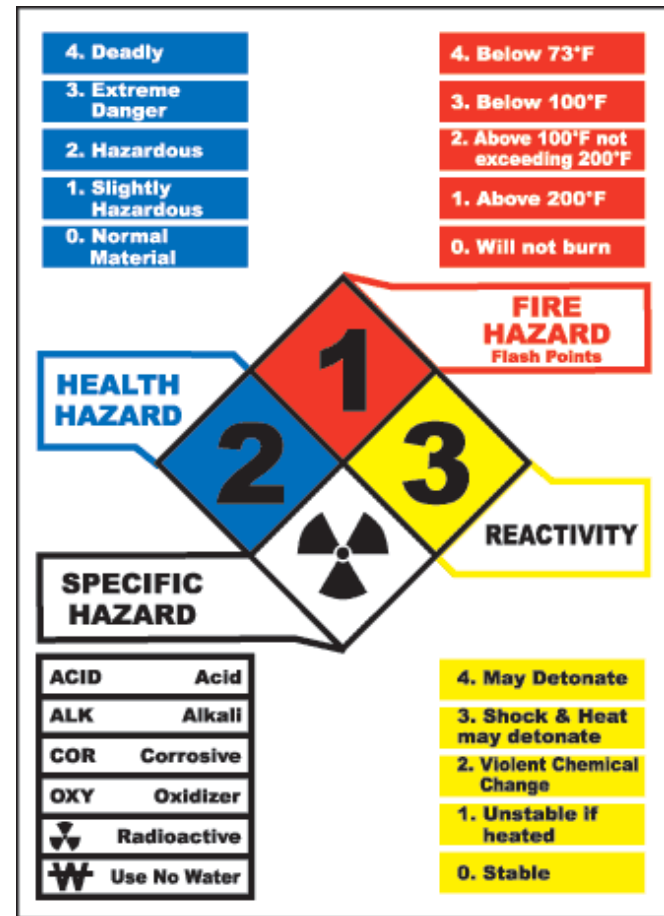 4. Deadly
3. Extreme
Danger
2. Hazardous
1. Slightly
Hazardous
0. Normal
Material
4. Below 73°F
3. Below 100°F
2. Above 100°F not
exceeding 200°F
1. Above 200°F
0. Will not burn
FIRE
HAZARD
Flash Points
1
HEALTH
HAZARD
2
3
REACTIVITY
SPECIFIC
HAZARD
ACID Acid
ALK Alkali
COR Corrosive
OXY Oxidizer
Radioactive
W Use No Water
4. May Detonate
3. Shock & Heat
may detonate
2. Violent Chemical
Change
1. Unstable if
heated
0. Stable